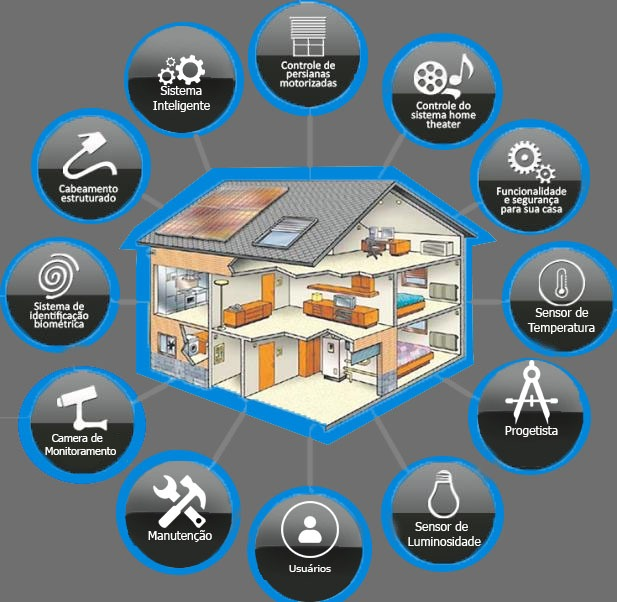 Controle de
persianas
motorizadas
Sistema
Inteligente
Controle do
sistema home
theater
Cabeamento
estruturado
Funcionalidade
e segurança
para sua casa
Sistema de
identificação
biométrica
Sensor de
Temperatura
Camera de
Monitoramento
Progetista
Manutenção
Sensor de
Luminosidade
Usuários